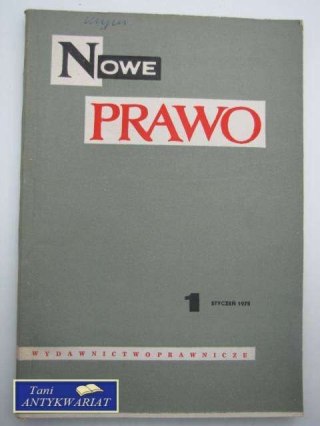 NOWE
PRAWO
1 STYCZEŃ 1978
WYDAWNICTWO PRAWNICZE
Tani
ANTYKWARIAT